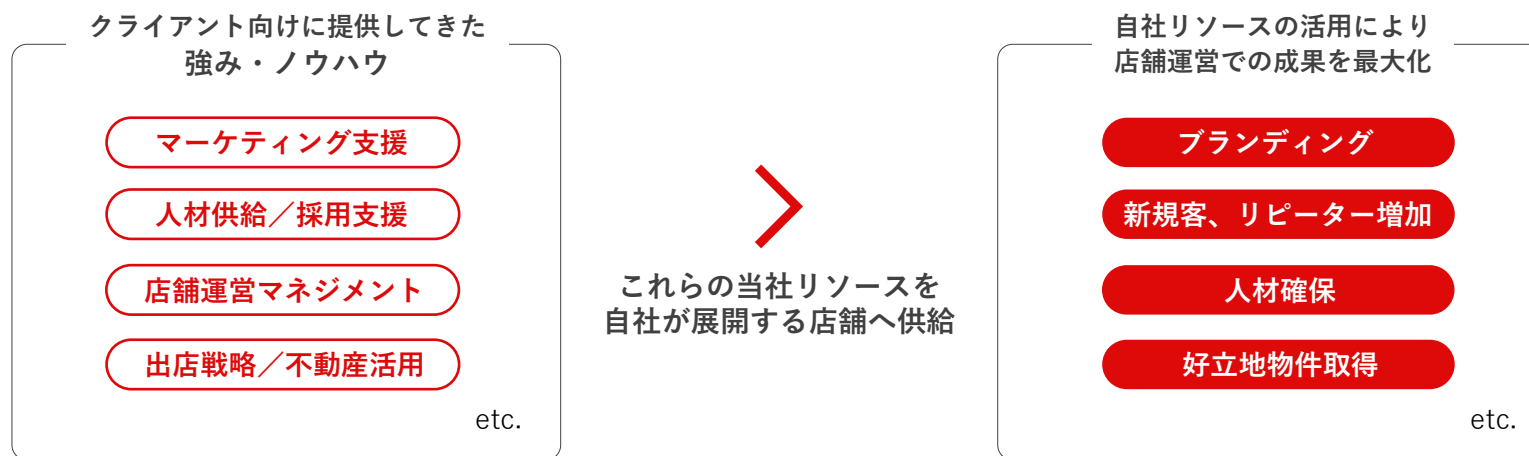 クライアント向けに提供してきた
強み・ノウハウ
マーケティング支援
人材供給／採用支援
店舗運営マネジメント
出店戦略／不動産活用
etc.
これらの当社リソースを
自社が展開する店舗へ供給
自社リソースの活用により
店舗運営での成果を最大化
ブランディング
新規客、リピーター増加
人材確保
好立地物件取得
etc.